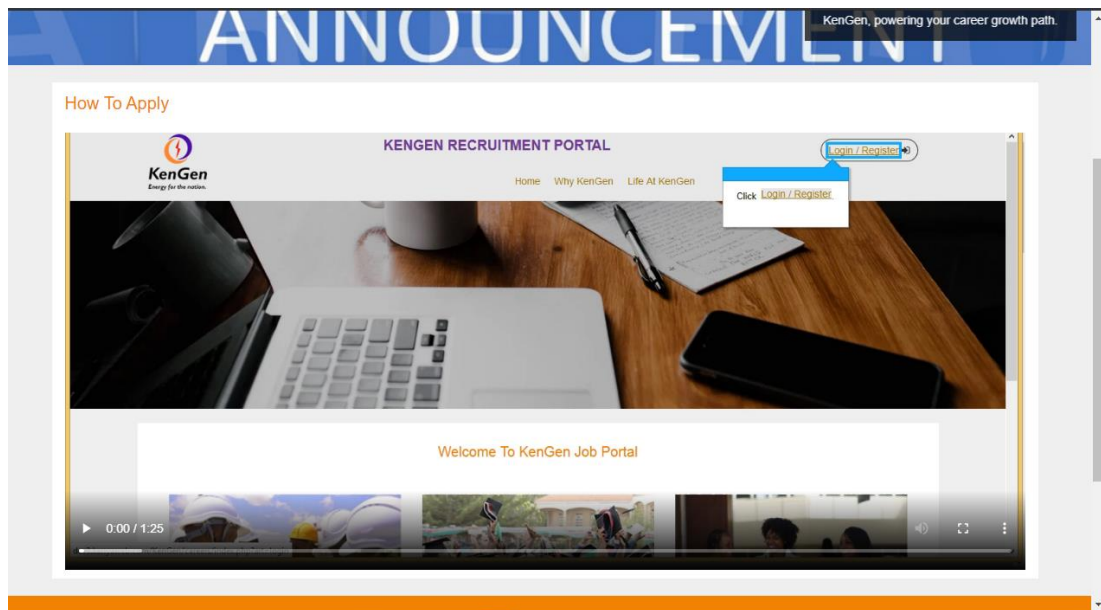 ANNOUNCEMENT
KenGen, powering your career growth path.
How To Apply
KenGen
Energy for the nation.
KENGEN RECRUITMENT PORTAL
Login / Register
Home Why KenGen Life At KenGen
Click Login / Register
Welcome To KenGen Job Portal
0:00 / 1:25